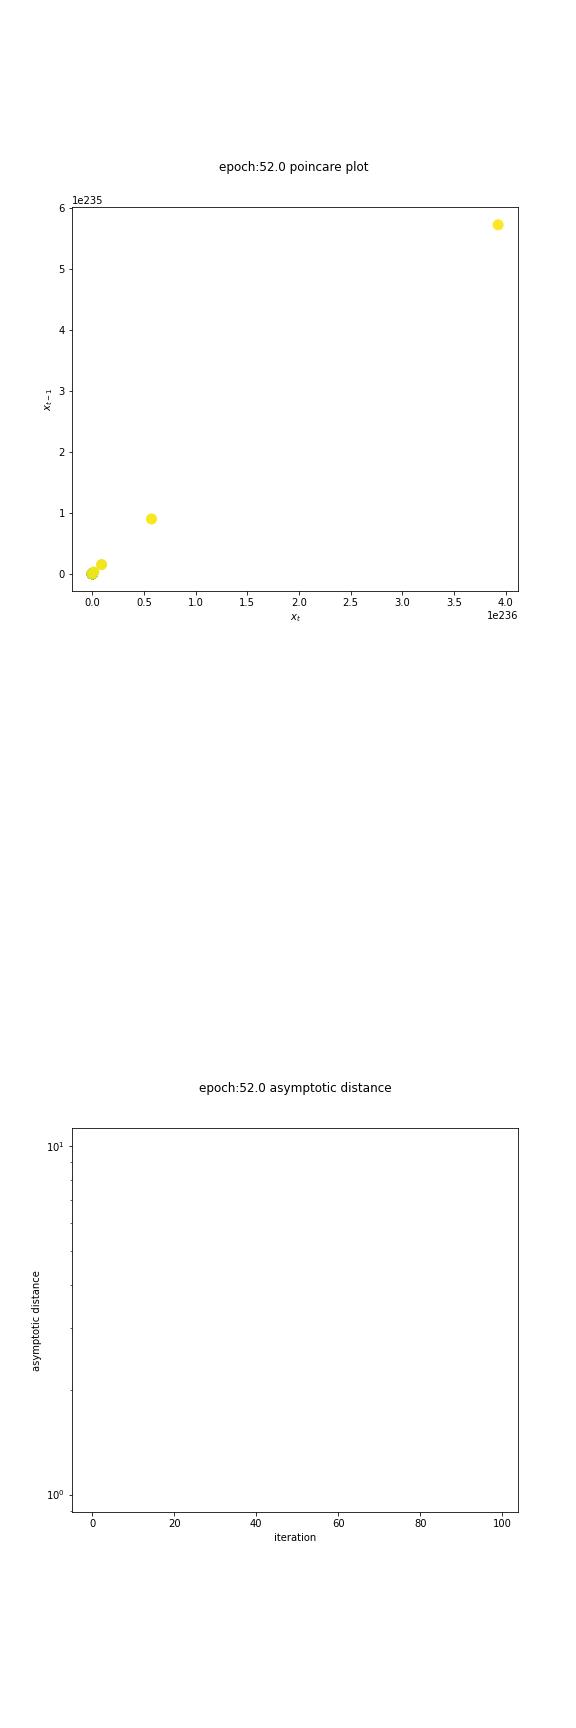 epoch:52.0 poincare plot
1e235
6
5
4
3
2
1
0
x_{t-1}
0.0 0.5 1.0 1.5 2.0 2.5 3.0 3.5 4.0
x_t
1e236
epoch:52.0 asymptotic distance
10^1
10^0
asymptotic distance
0 20 40 60 80 100
iteration